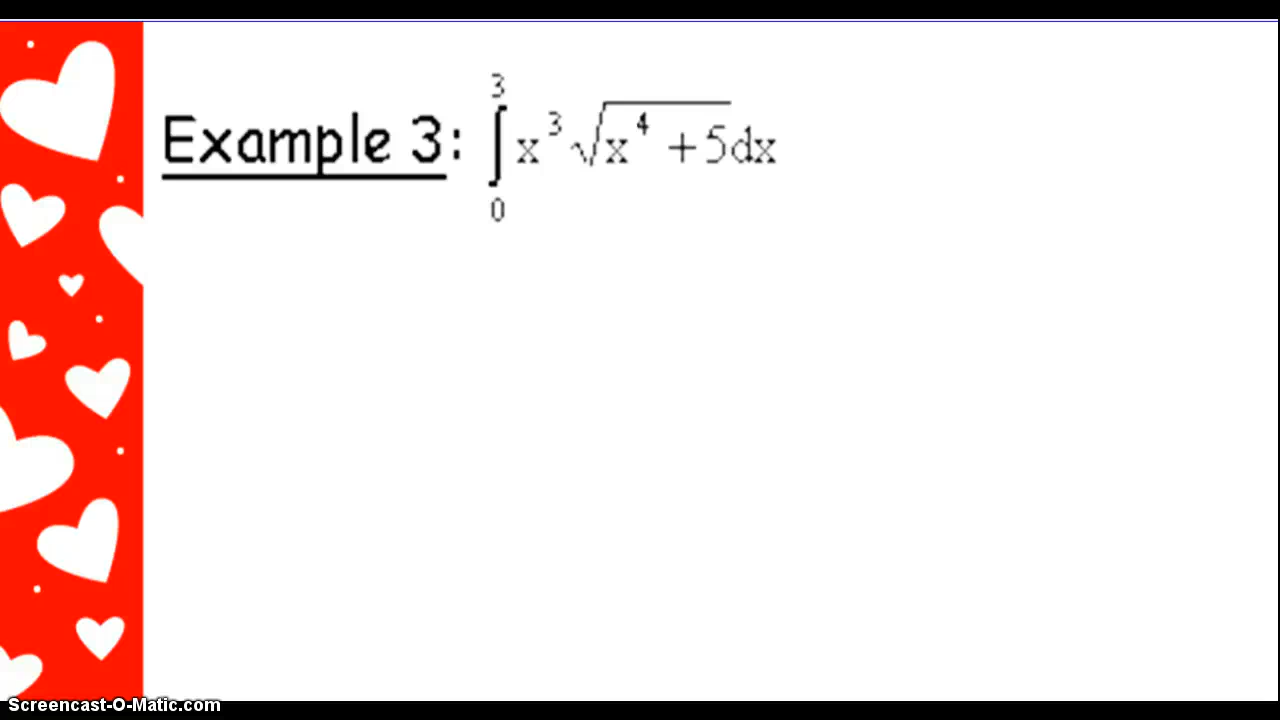 Example 3: ∫₀³ x³√(x⁴ + 5)dx
Screencast-O-Matic.com